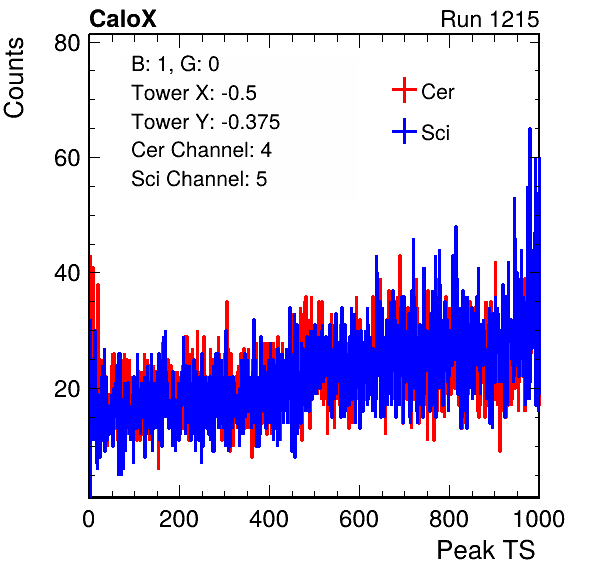 CaloX Run 1215
Counts
80
60
40
20
B: 1, G: 0
Tower X: -0.5
Tower Y: -0.375
Cer Channel: 4
Sci Channel: 5
Cer
Sci
0 200 400 600 800 1000
Peak TS